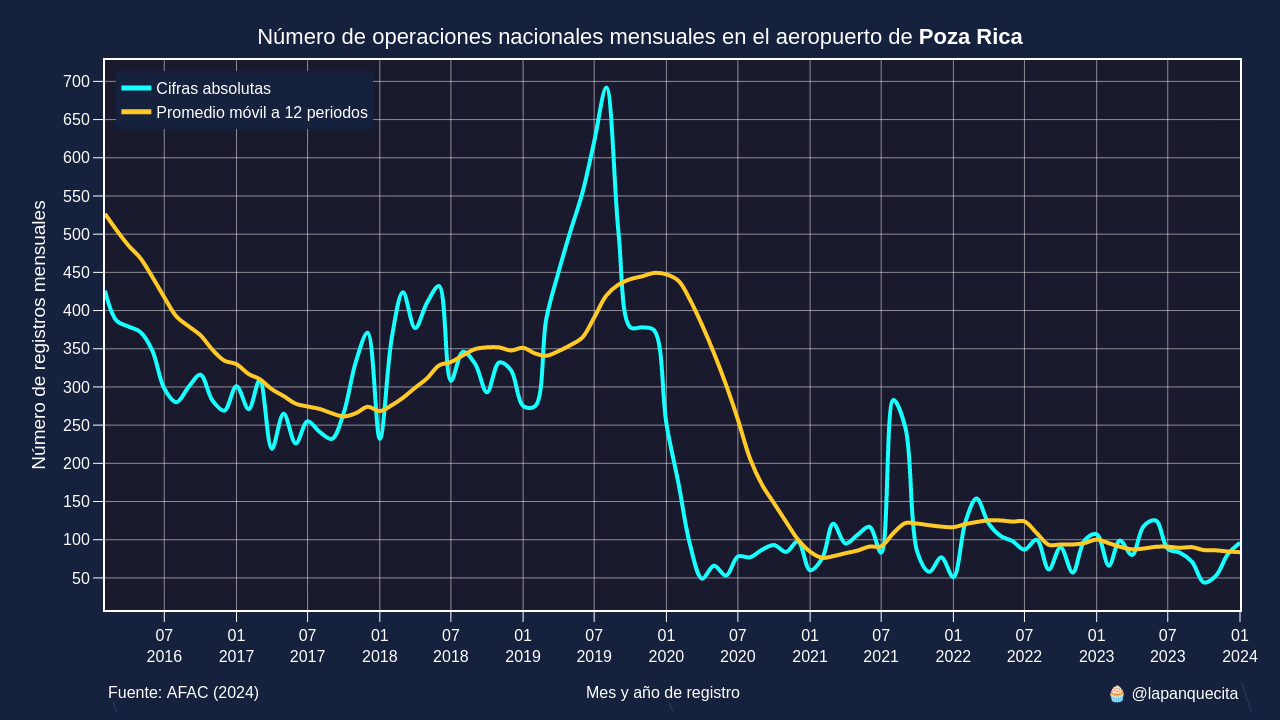 Número de operaciones nacionales mensuales en el aeropuerto de Poza Rica
Cifras absolutas
Promedio móvil a 12 periodos
Número de registros mensuales
700
650
600
550
500
450
400
350
300
250
200
150
100
50
07 01 07 01 07 01 07 01 07 01 07 01 07 01 07 01
2016 2017 2017 2018 2018 2019 2019 2020 2020 2021 2021 2022 2022 2023 2023 2024
Fuente: AFAC (2024) Mes y año de registro 🧁 @lapanquecita